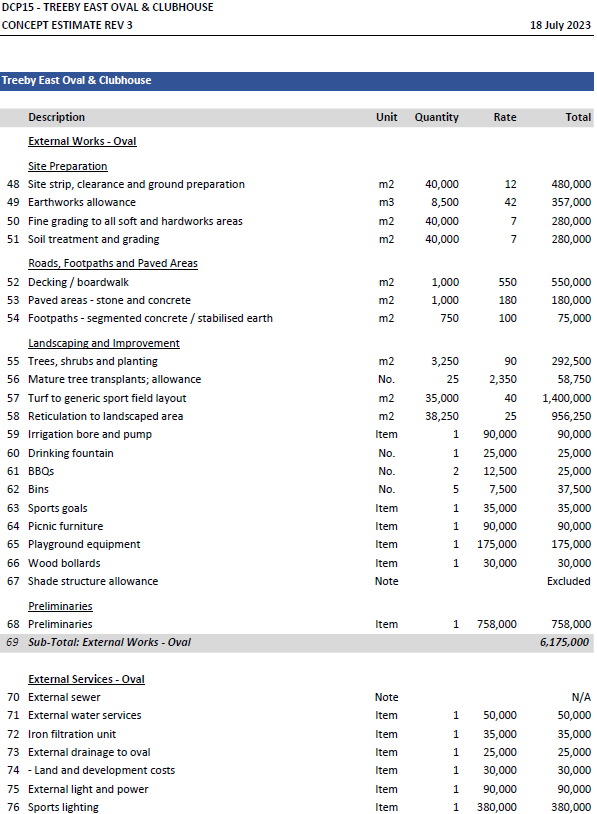 DCP15 - TREEBY EAST OVAL & CLUBHOUSE
CONCEPT ESTIMATE REV 3 18 July 2023
Treeby East Oval & Clubhouse
Description Unit Quantity Rate Total
External Works - Oval
Site Preparation
48 Site strip, clearance and ground preparation m2 40,000 12 480,000
49 Earthworks allowance m3 8,500 42 357,000
50 Fine grading to all soft and hardworks areas m2 40,000 7 280,000
51 Soil treatment and grading m2 40,000 7 280,000
Roads, Footpaths and Paved Areas
52 Decking / boardwalk m2 1,000 550 550,000
53 Paved areas - stone and concrete m2 1,000 180 180,000
54 Footpaths - segmented concrete / stabilised earth m2 750 100 75,000
Landscaping and Improvement
55 Trees, shrubs and planting m2 3,250 90 292,500
56 Mature tree transplants; allowance No. 25 2,350 58,750
57 Turf to generic sport field layout m2 35,000 40 1,400,000
58 Reticulation to landscaped area m2 38,250 25 956,250
59 Irrigation bore and pump Item 1 90,000 90,000
60 Drinking fountain No. 1 25,000 25,000
61 BBQs No. 2 12,500 25,000
62 Bins No. 5 7,500 37,500
63 Sports goals Item 1 35,000 35,000
64 Picnic furniture Item 1 90,000 90,000
65 Playground equipment Item 1 175,000 175,000
66 Wood bollards Item 1 30,000 30,000
67 Shade structure allowance Note Excluded
Preliminaries
68 Preliminaries Item 1 758,000 758,000
69 Sub-Total: External Works - Oval 6,175,000
External Services - Oval
70 External sewer Note N/A
71 External water services Item 1 50,000 50,000
72 Iron filtration unit Item 1 35,000 35,000
73 External drainage to oval Item 1 25,000 25,000
74 - Land and development costs Item 1 30,000 30,000
75 External light and power Item 1 90,000 90,000
76 Sports lighting Item 1 380,000 380,000